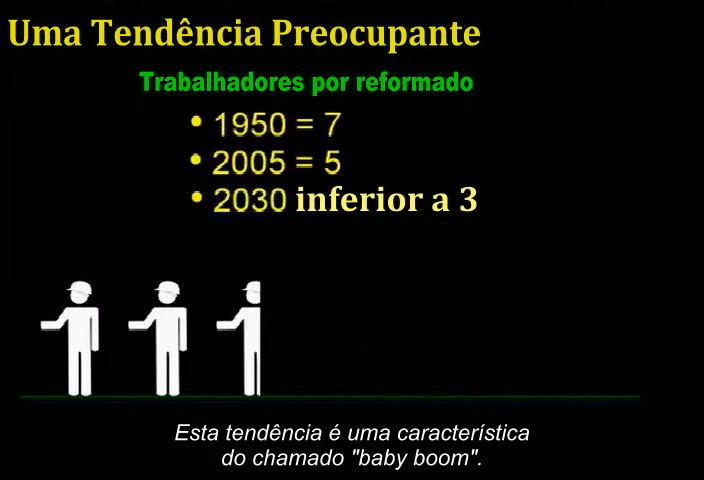 Uma Tendência Preocupante
Trabalhadores por reformado
• 1950 = 7
• 2005 = 5
• 2030 inferior a 3
Esta tendência é uma característica
do chamado "baby boom".